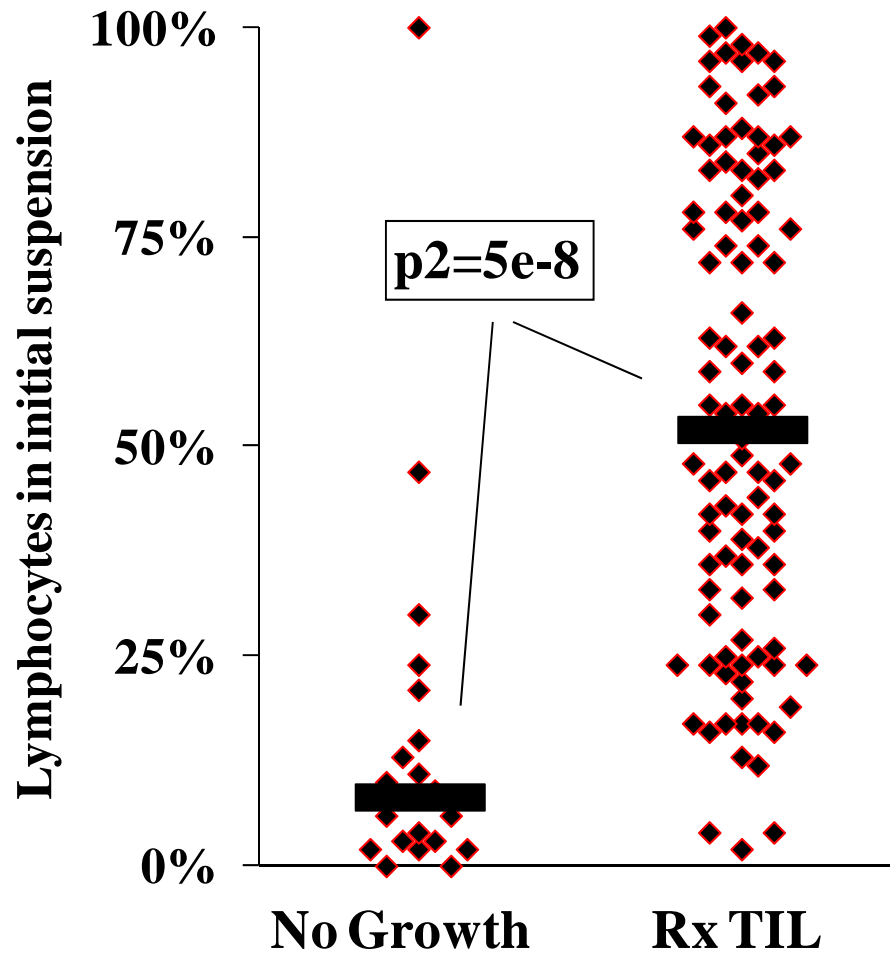 Lymphocytes in initial suspension
100%
75%
50%
25%
0%
p2=5e-8
No Growth
Rx TIL